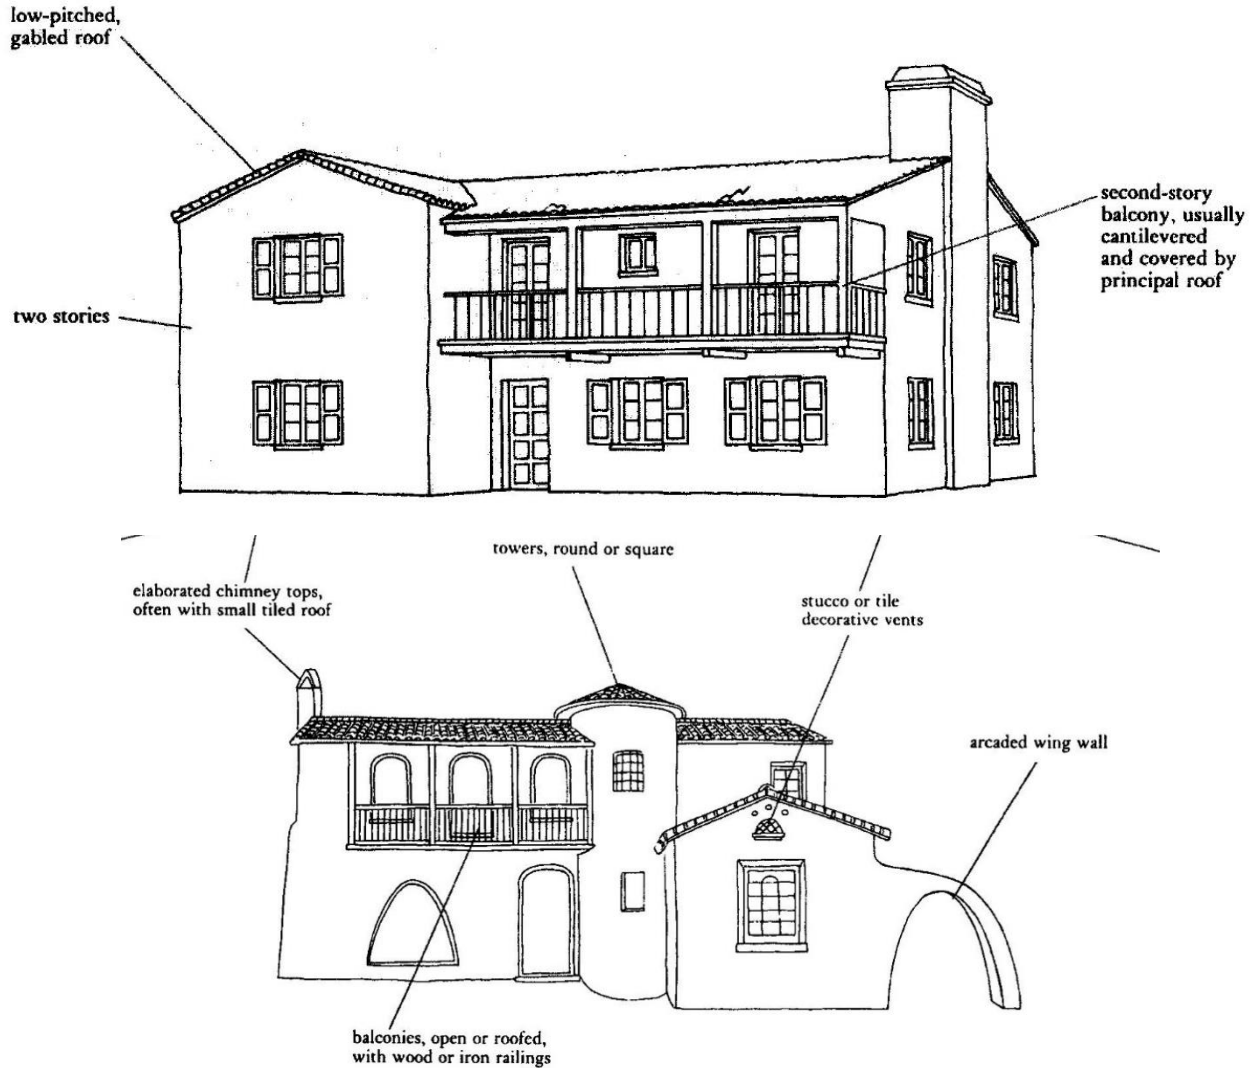 low-pitched,
gabled roof
second-story
balcony, usually
cantilevered
and covered by
principal roof
two stories
towers, round or square
elaborated chimney tops,
often with small tiled roof
stucco or tile
decorative vents
arcaded wing wall
balconies, open or roofed,
with wood or iron railings